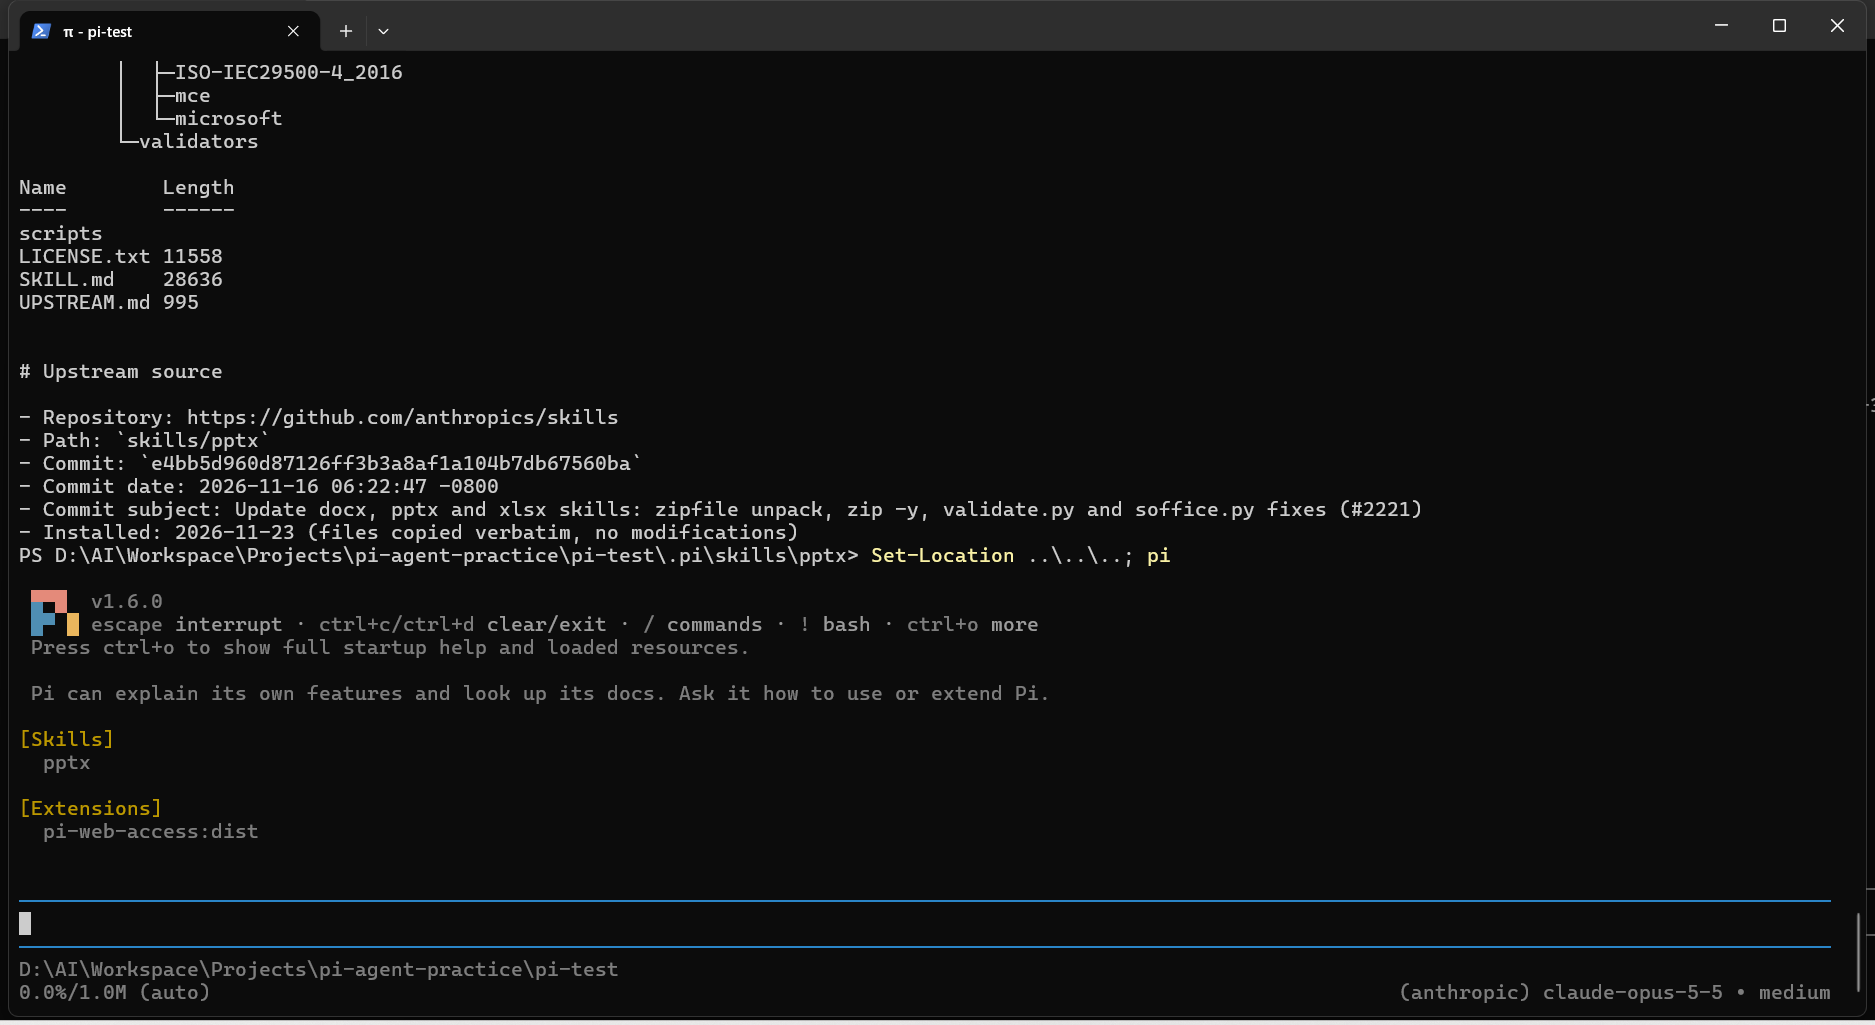 π - pi-test
├─ISO-IEC29500-4_2016
├─mce
└─microsoft
└─validators
Name        Length
----        ------
scripts
LICENSE.txt 11558
SKILL.md    28636
UPSTREAM.md 995
# Upstream source
- Repository: https://github.com/anthropics/skills
- Path: `skills/pptx`
- Commit: `e4bb5d960d87126ff3b3a8af1a104b7db67560ba`
- Commit date: 2026-11-16 06:22:47 -0800
- Commit subject: Update docx, pptx and xlsx skills: zipfile unpack, zip -y, validate.py and soffice.py fixes (#2221)
- Installed: 2026-11-23 (files copied verbatim, no modifications)
PS D:\AI\Workspace\Projects\pi-agent-practice\pi-test\.pi\skills\pptx> Set-Location ..\..\..; pi
v1.6.0
escape interrupt · ctrl+c/ctrl+d clear/exit · / commands · ! bash · ctrl+o more
Press ctrl+o to show full startup help and loaded resources.
Pi can explain its own features and look up its docs. Ask it how to use or extend Pi.
[Skills]
pptx
[Extensions]
pi-web-access:dist
D:\AI\Workspace\Projects\pi-agent-practice\pi-test
0.0%/1.0M (auto) (anthropic) claude-opus-5-5 • medium